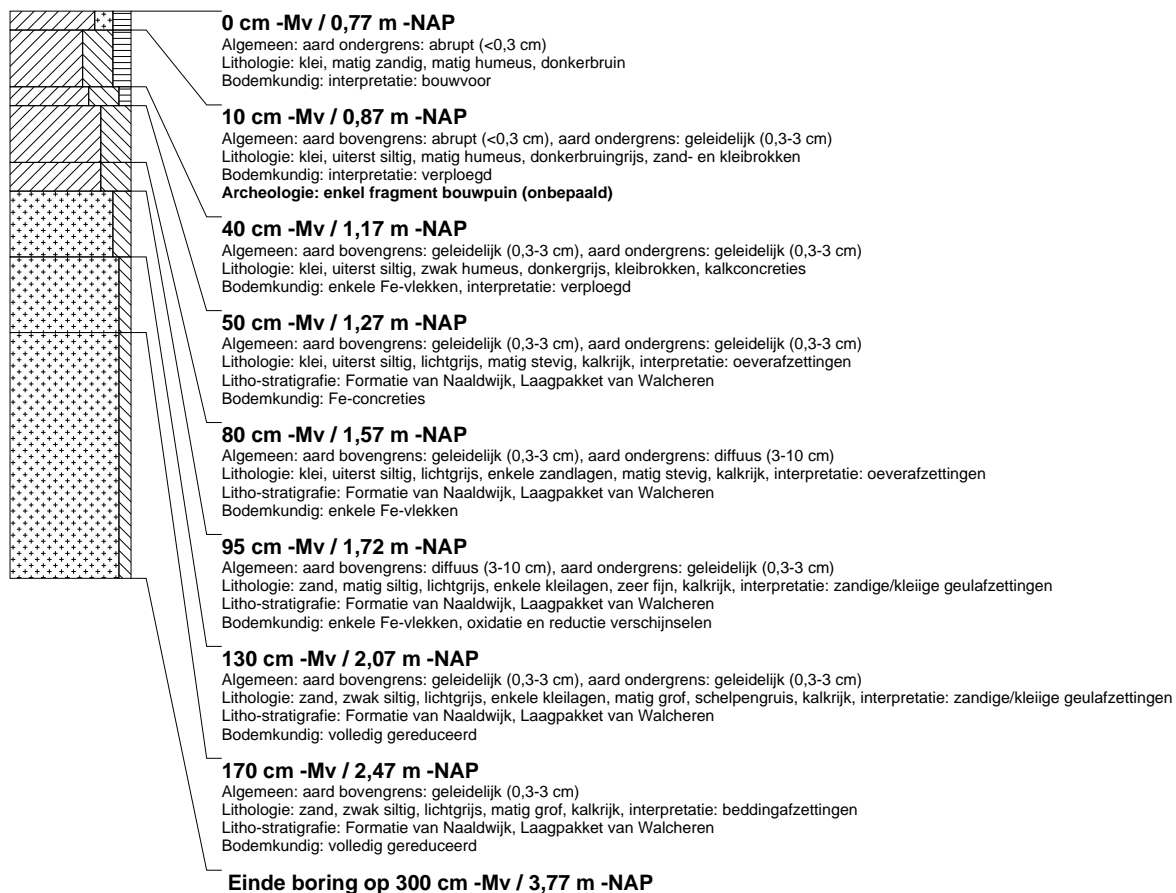 0 cm -Mv / 0,77 m -NAP
Algemeen: aard ondergrens: abrupt (<0,3 cm)
Lithologie: klei, matig zandig, matig humeus, donkerbruin
Bodemkundig: interpretatie: bouwvoor
10 cm -Mv / 0,87 m -NAP
Algemeen: aard bovengrens: abrupt (<0,3 cm), aard ondergrens: geleidelijk (0,3-3 cm)
Lithologie: klei, uiterst siltig, matig humeus, donkerbruingrijs, zand- en kleibrokken
Bodemkundig: interpretatie: verploegd
Archeologie: enkel fragment bouwpuin (onbepaald)
40 cm -Mv / 1,17 m -NAP
Algemeen: aard bovengrens: geleidelijk (0,3-3 cm), aard ondergrens: geleidelijk (0,3-3 cm)
Lithologie: klei, uiterst siltig, zwak humeus, donkergrijs, kleibrokken, kalkconcreties
Bodemkundig: enkele Fe-vlekken, interpretatie: verploegd
50 cm -Mv / 1,27 m -NAP
Algemeen: aard bovengrens: geleidelijk (0,3-3 cm), aard ondergrens: geleidelijk (0,3-3 cm)
Lithologie: klei, uiterst siltig, lichtgrijs, matig stevig, kalkrijk, interpretatie: oeverafzettingen
Litho-stratigrafie: Formatie van Naaldwijk, Laagpakket van Walcheren
Bodemkundig: Fe-concreties
80 cm -Mv / 1,57 m -NAP
Algemeen: aard bovengrens: geleidelijk (0,3-3 cm), aard ondergrens: diffuus (3-10 cm)
Lithologie: klei, uiterst siltig, lichtgrijs, enkele zandlagen, matig stevig, kalkrijk, interpretatie: oeverafzettingen
Litho-stratigrafie: Formatie van Naaldwijk, Laagpakket van Walcheren
Bodemkundig: enkele Fe-vlekken
95 cm -Mv / 1,72 m -NAP
Algemeen: aard bovengrens: diffuus (3-10 cm), aard ondergrens: geleidelijk (0,3-3 cm)
Lithologie: zand, matig siltig, lichtgrijs, enkele kleilagen, zeer fijn, kalkrijk, interpretatie: zandige/kleiige geulafzettingen
Litho-stratigrafie: Formatie van Naaldwijk, Laagpakket van Walcheren
Bodemkundig: enkele Fe-vlekken, oxidatie en reductie verschijnselen
130 cm -Mv / 2,07 m -NAP
Algemeen: aard bovengrens: geleidelijk (0,3-3 cm), aard ondergrens: geleidelijk (0,3-3 cm)
Lithologie: zand, zwak siltig, lichtgrijs, enkele kleilagen, matig grof, schelpengruis, kalkrijk, interpretatie: zandige/kleiige geulafzettingen
Litho-stratigrafie: Formatie van Naaldwijk, Laagpakket van Walcheren
Bodemkundig: volledig gereduceerd
170 cm -Mv / 2,47 m -NAP
Algemeen: aard bovengrens: geleidelijk (0,3-3 cm)
Lithologie: zand, zwak siltig, lichtgrijs, matig grof, kalkrijk, interpretatie: beddingafzettingen
Litho-stratigrafie: Formatie van Naaldwijk, Laagpakket van Walcheren
Bodemkundig: volledig gereduceerd
Einde boring op 300 cm -Mv / 3,77 m -NAP